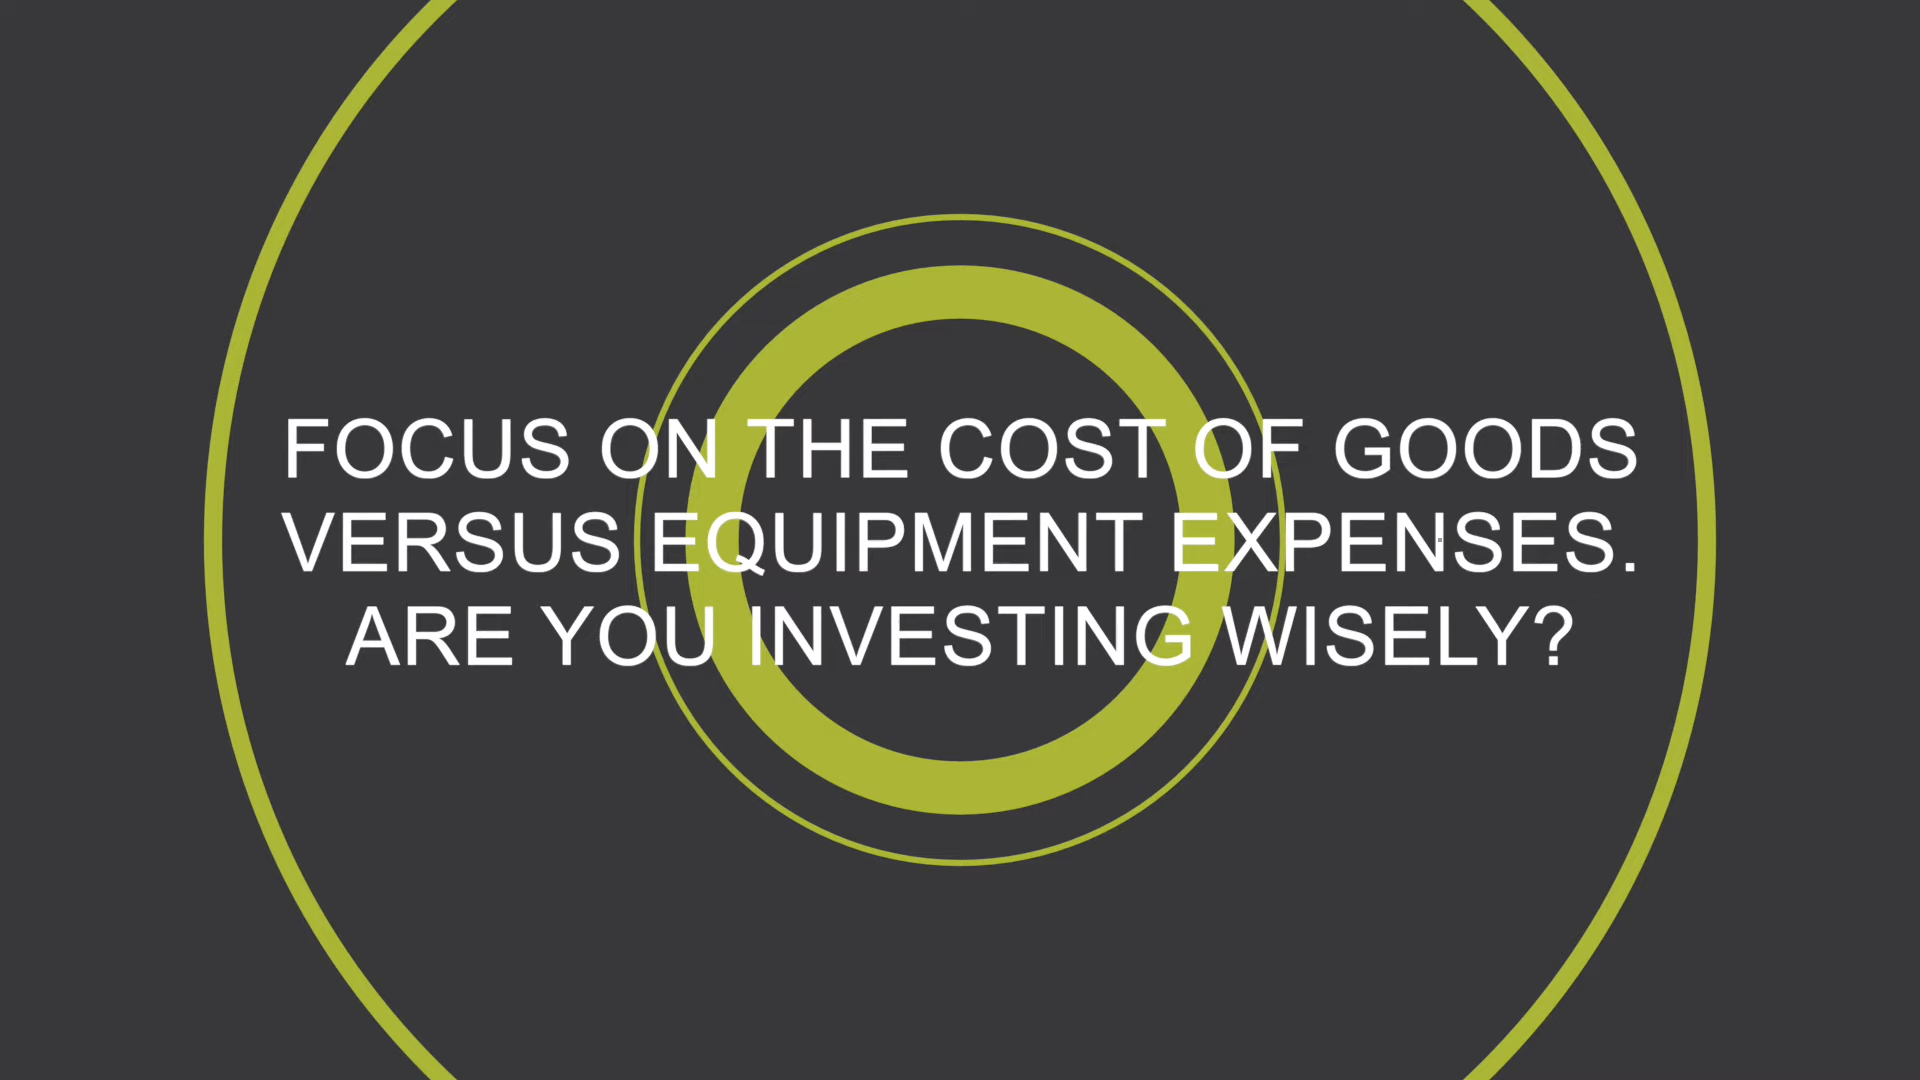 FOCUS ON THE COST OF GOODS
VERSUS EQUIPMENT EXPENSES.
ARE YOU INVESTING WISELY?